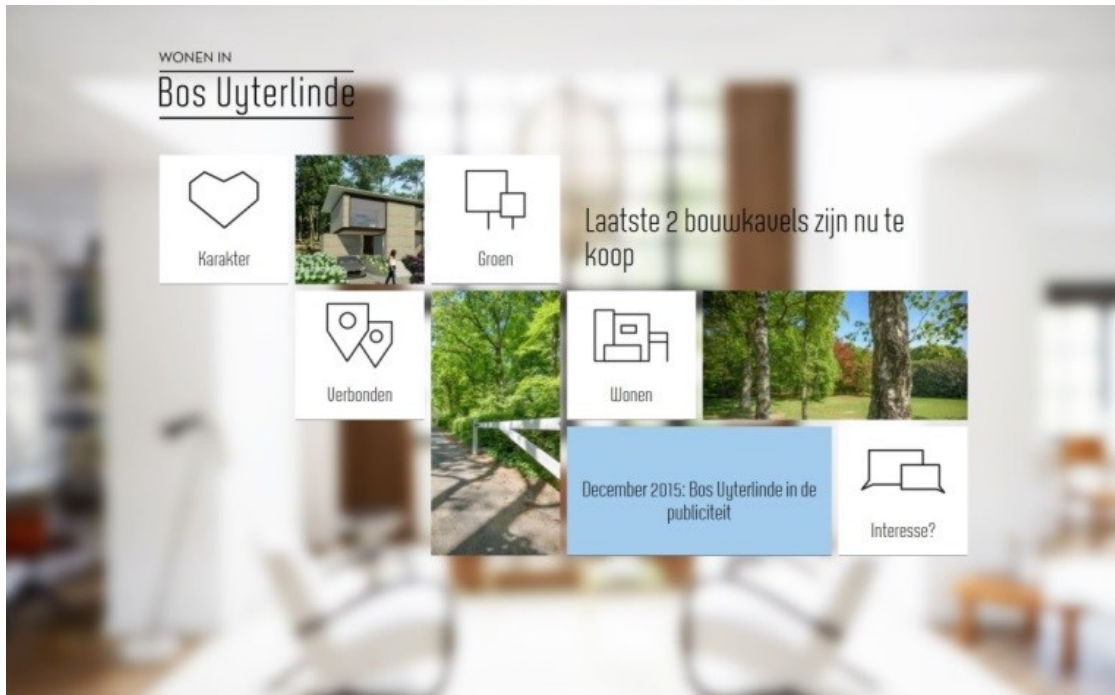 WONEN IN
Bos Uyterlinde
Karakter
Groen
Laatste 2 bouwkavels zijn nu te
koop
Verbonden
Wonen
December 2015: Bos Uyterlinde in de
publiciteit
Interesse?